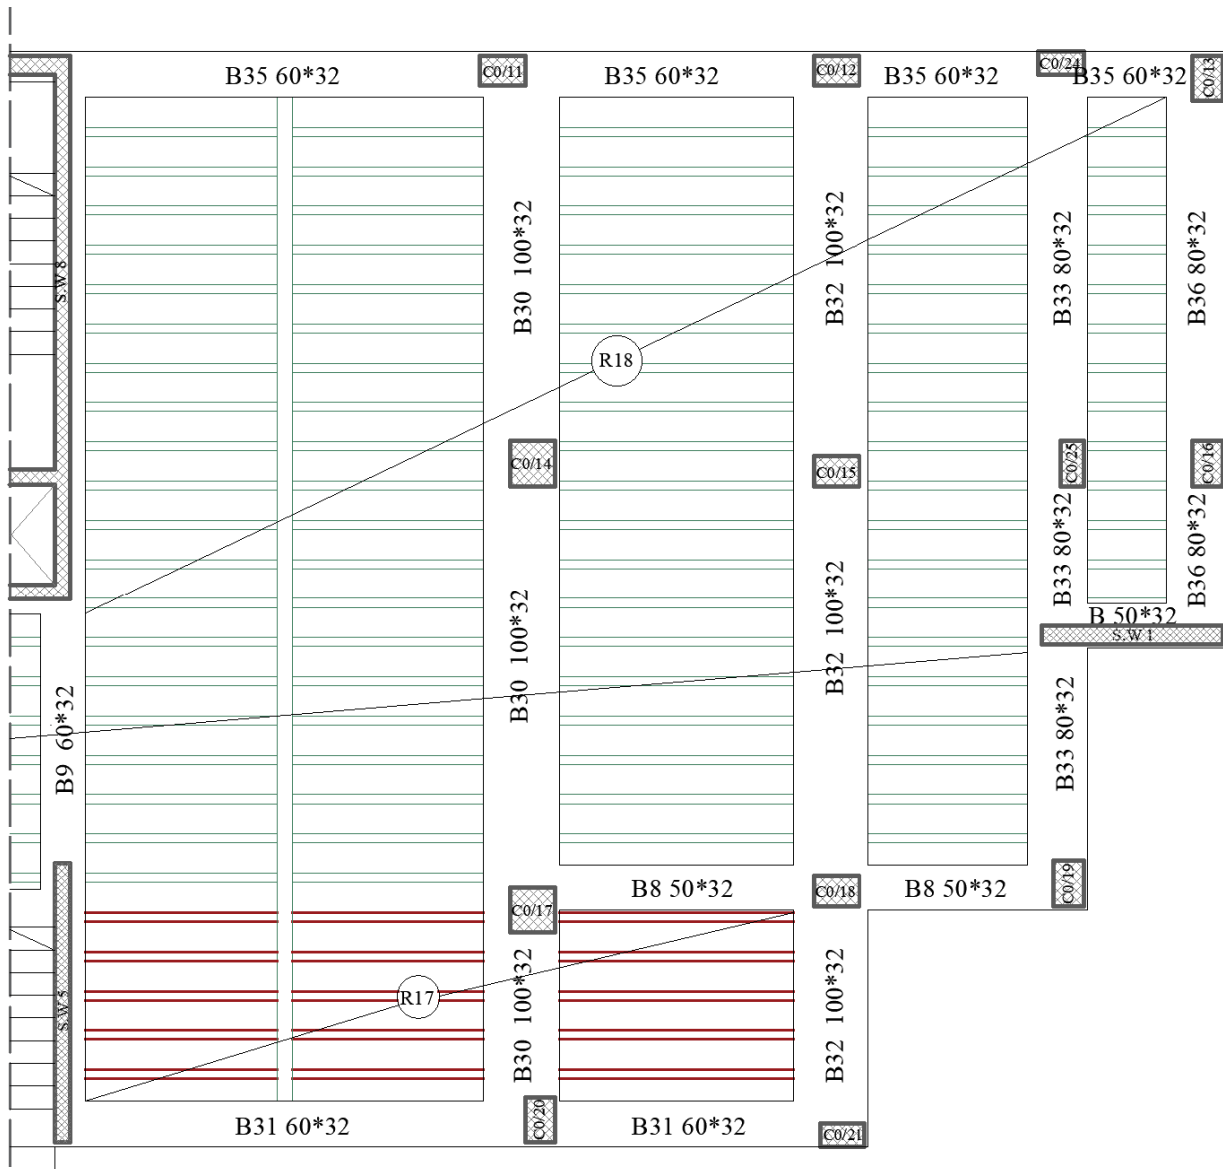 B35 60*32
C0/11
B35 60*32
C0/12
B35 60*32
C0/24
B35 60*32
C0/13
S.W 8
B30 100*32
B32 100*32
B33 80*32
B36 80*32
R18
C0/14
C0/15
C0/25
C0/16
B9 60*32
B30 100*32
B32 100*32
B33 80*32
B36 80*32
B 50*32
S.W 1
B33 80*32
C0/17
B8 50*32
C0/18
B8 50*32
C0/19
S.W 5
R17
B30 100*32
B32 100*32
B31 60*32
C0/20
B31 60*32
C0/21